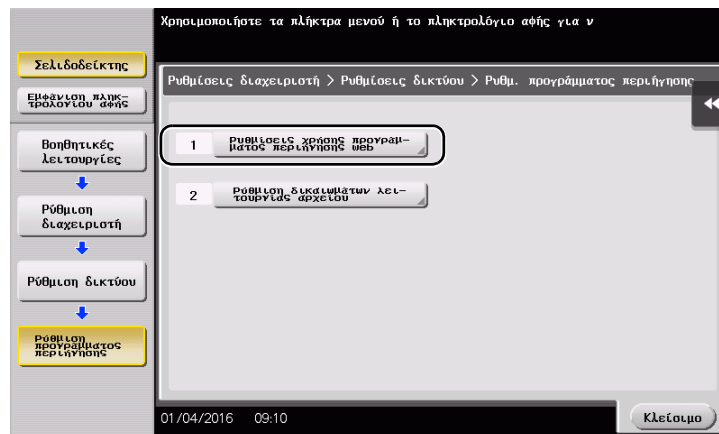 Χρησιμοποιήστε τα πλήκτρα μενού ή το πληκτρολόγιο αφής για ν
Σελιδοδείκτης
Εμφάνιση πληκ-
τρολογίου αφής
Βοηθητικές
λειτουργίες
Ρύθμιση
διαχειριστή
Ρύθμιση δικτύου
Ρύθμιση
προγράμματος
περιήγησης
Ρυθμίσεις διαχειριστή > Ρυθμίσεις δικτύου > Ρυθμ. προγράμματος περιήγησης
1 Ρυθμίσεις χρήσης προγράμ-
ματος περιήγησης web
2 Ρύθμιση δικαιωμάτων λει-
τουργίας αρχείου
01/04/2016 09:10
Κλείσιμο